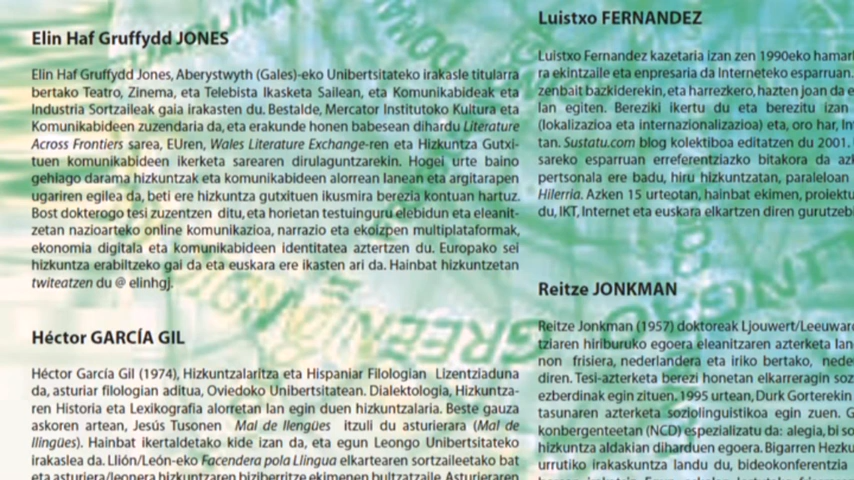 Elin Haf Gruffydd JONES
Elin Haf Gruffydd Jones, Aberystwyth (Gales)-eko Unibertsitateko irakasle titularra
bertako Teatro, Zinema, eta Telebista Ikasketa Sailean, eta Komunikabideak eta
Industria Sortzaileak gaia irakasten du. Bestalde, Mercator Institutoko Kultura eta
Komunikabideen zuzendaria da, eta erakunde honen babesean dihardu Literature
Across Frontiers sarea, EUren, Wales Literature Exchange-ren eta Hizkuntza Gutxi-
tuen komunikabideen ikerketa sarearen dirulaguntzarekin. Hogei urte baino
gehiago darama hizkuntzak eta komunikabideen alorrean lanean eta argitarapen
ugariren egilea da, beti ere hizkuntza gutxituen ikusmira berezia kontuan hartuz.
Bost doktorego tesi zuzentzen ditu, eta horietan testuinguru elebidun eta eleanit-
zetan nazioarteko online komunikazioa, narrazio eta ekoizpen multiplataformak,
ekonomia digitala eta komunikabideen identitatea aztertzen du. Europako sei
hizkuntza erabiltzeko gai da eta euskara ere ikasten ari da. Hainbat hizkuntzetan
twiteatzen du @ elinhgj.
Héctor GARCÍA GIL
Héctor García Gil (1974), Hizkuntzalaritza eta Hispaniar Filologian Lizentziaduna
da, asturiar filologian aditua, Oviedoko Unibertsitatean. Dialektologia, Hizkuntza-
ren Historia eta Lexikografia alorretan lan egin duen hizkuntzalaria. Beste gauza
askoren artean, Jesús Tusonen Mal de llengües itzuli du asturierara (Mal de
llingües). Hainbat ikertaldetako kide izan da, eta egun Leongo Unibertsitateko
irakaslea da. Llión/León-eko Facendera pola Llingua elkartearen sortzaileetako bat
eta asturiera/leonera hizkuntzaren biziberritze ekimenen bultzatzaile. Asturieraren
Luistxo FERNANDEZ
Luistxo Fernandez kazetaria izan zen 1990eko hamar
ra ekintzaile eta enpresaria da Interneteko esparruan.
zenbait bazkiderekin, eta harrezkero, hazten joan da e
lan egiten. Bereziki ikertu du eta berezitu izan
(lokalizazioa eta internazionalizazioa) eta, oro har, In
tan. Sustatu.com blog kolektiboa editatzen du 2001.
sareko esparruan erreferentziazko bitakora da az
pertsonala ere badu, hiru hizkuntzatan, paraleloan
Hilerria. Azken 15 urteotan, hainbat ekimen, proiektu
du, IKT, Internet eta euskara elkartzen diren gurutzeb
Reitze JONKMAN
Reitze Jonkman (1957) doktoreak Ljouwert/Leeuward
tziaren hiriburuko egoera eleanitzaren azterketa lan
non frisiera, nederlandera eta iriko bertako, nede
diren. Tesi-azterketa berezi honetan elkarreragin soz
ezberdinak egin zituen. 1995 urtean, Durk Gorterekin
tasunaren azterketa soziolinguistikoa egin zuen. G
konbergenteetan (NCD) espezializatu da: alegia, bi so
hizkuntza aldakian diharduen egoera. Bigarren Hezku
urrutiko irakaskuntza landu du, bideokonferentzia